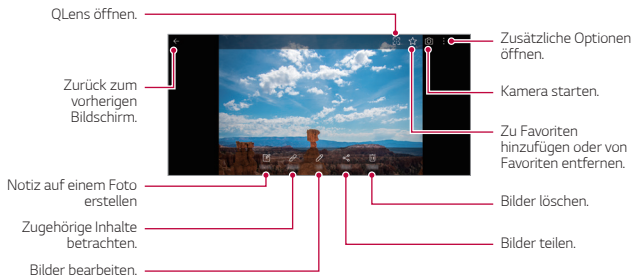 QLens öffnen.
Zurück zum
vorherigen
Bildschirm.
Notiz auf einem Foto
erstellen
Zugehörige Inhalte
betrachten.
Bilder bearbeiten.
Zusätzliche Optionen
öffnen.
Kamera starten.
Zu Favoriten
hinzufügen oder von
Favoriten entfernen.
Bilder löschen.
Bilder teilen.